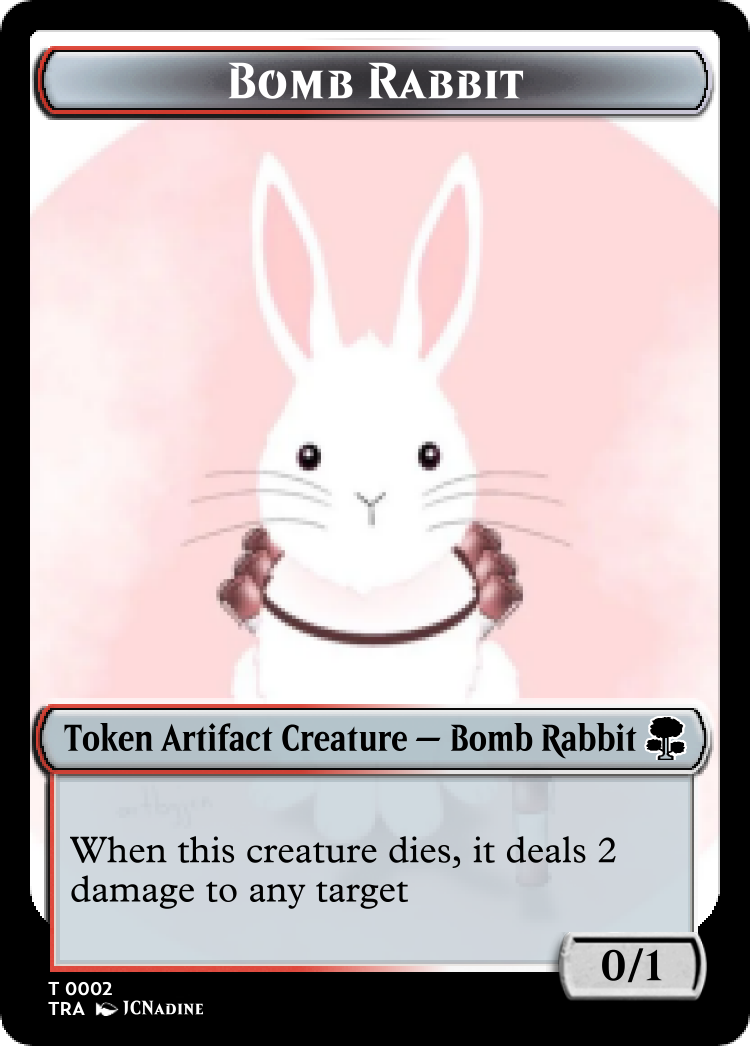 Bomb Rabbit
Token Artifact Creature — Bomb Rabbit
When this creature dies, it deals 2
damage to any target
0/1
T 0002
TRA JCNadine